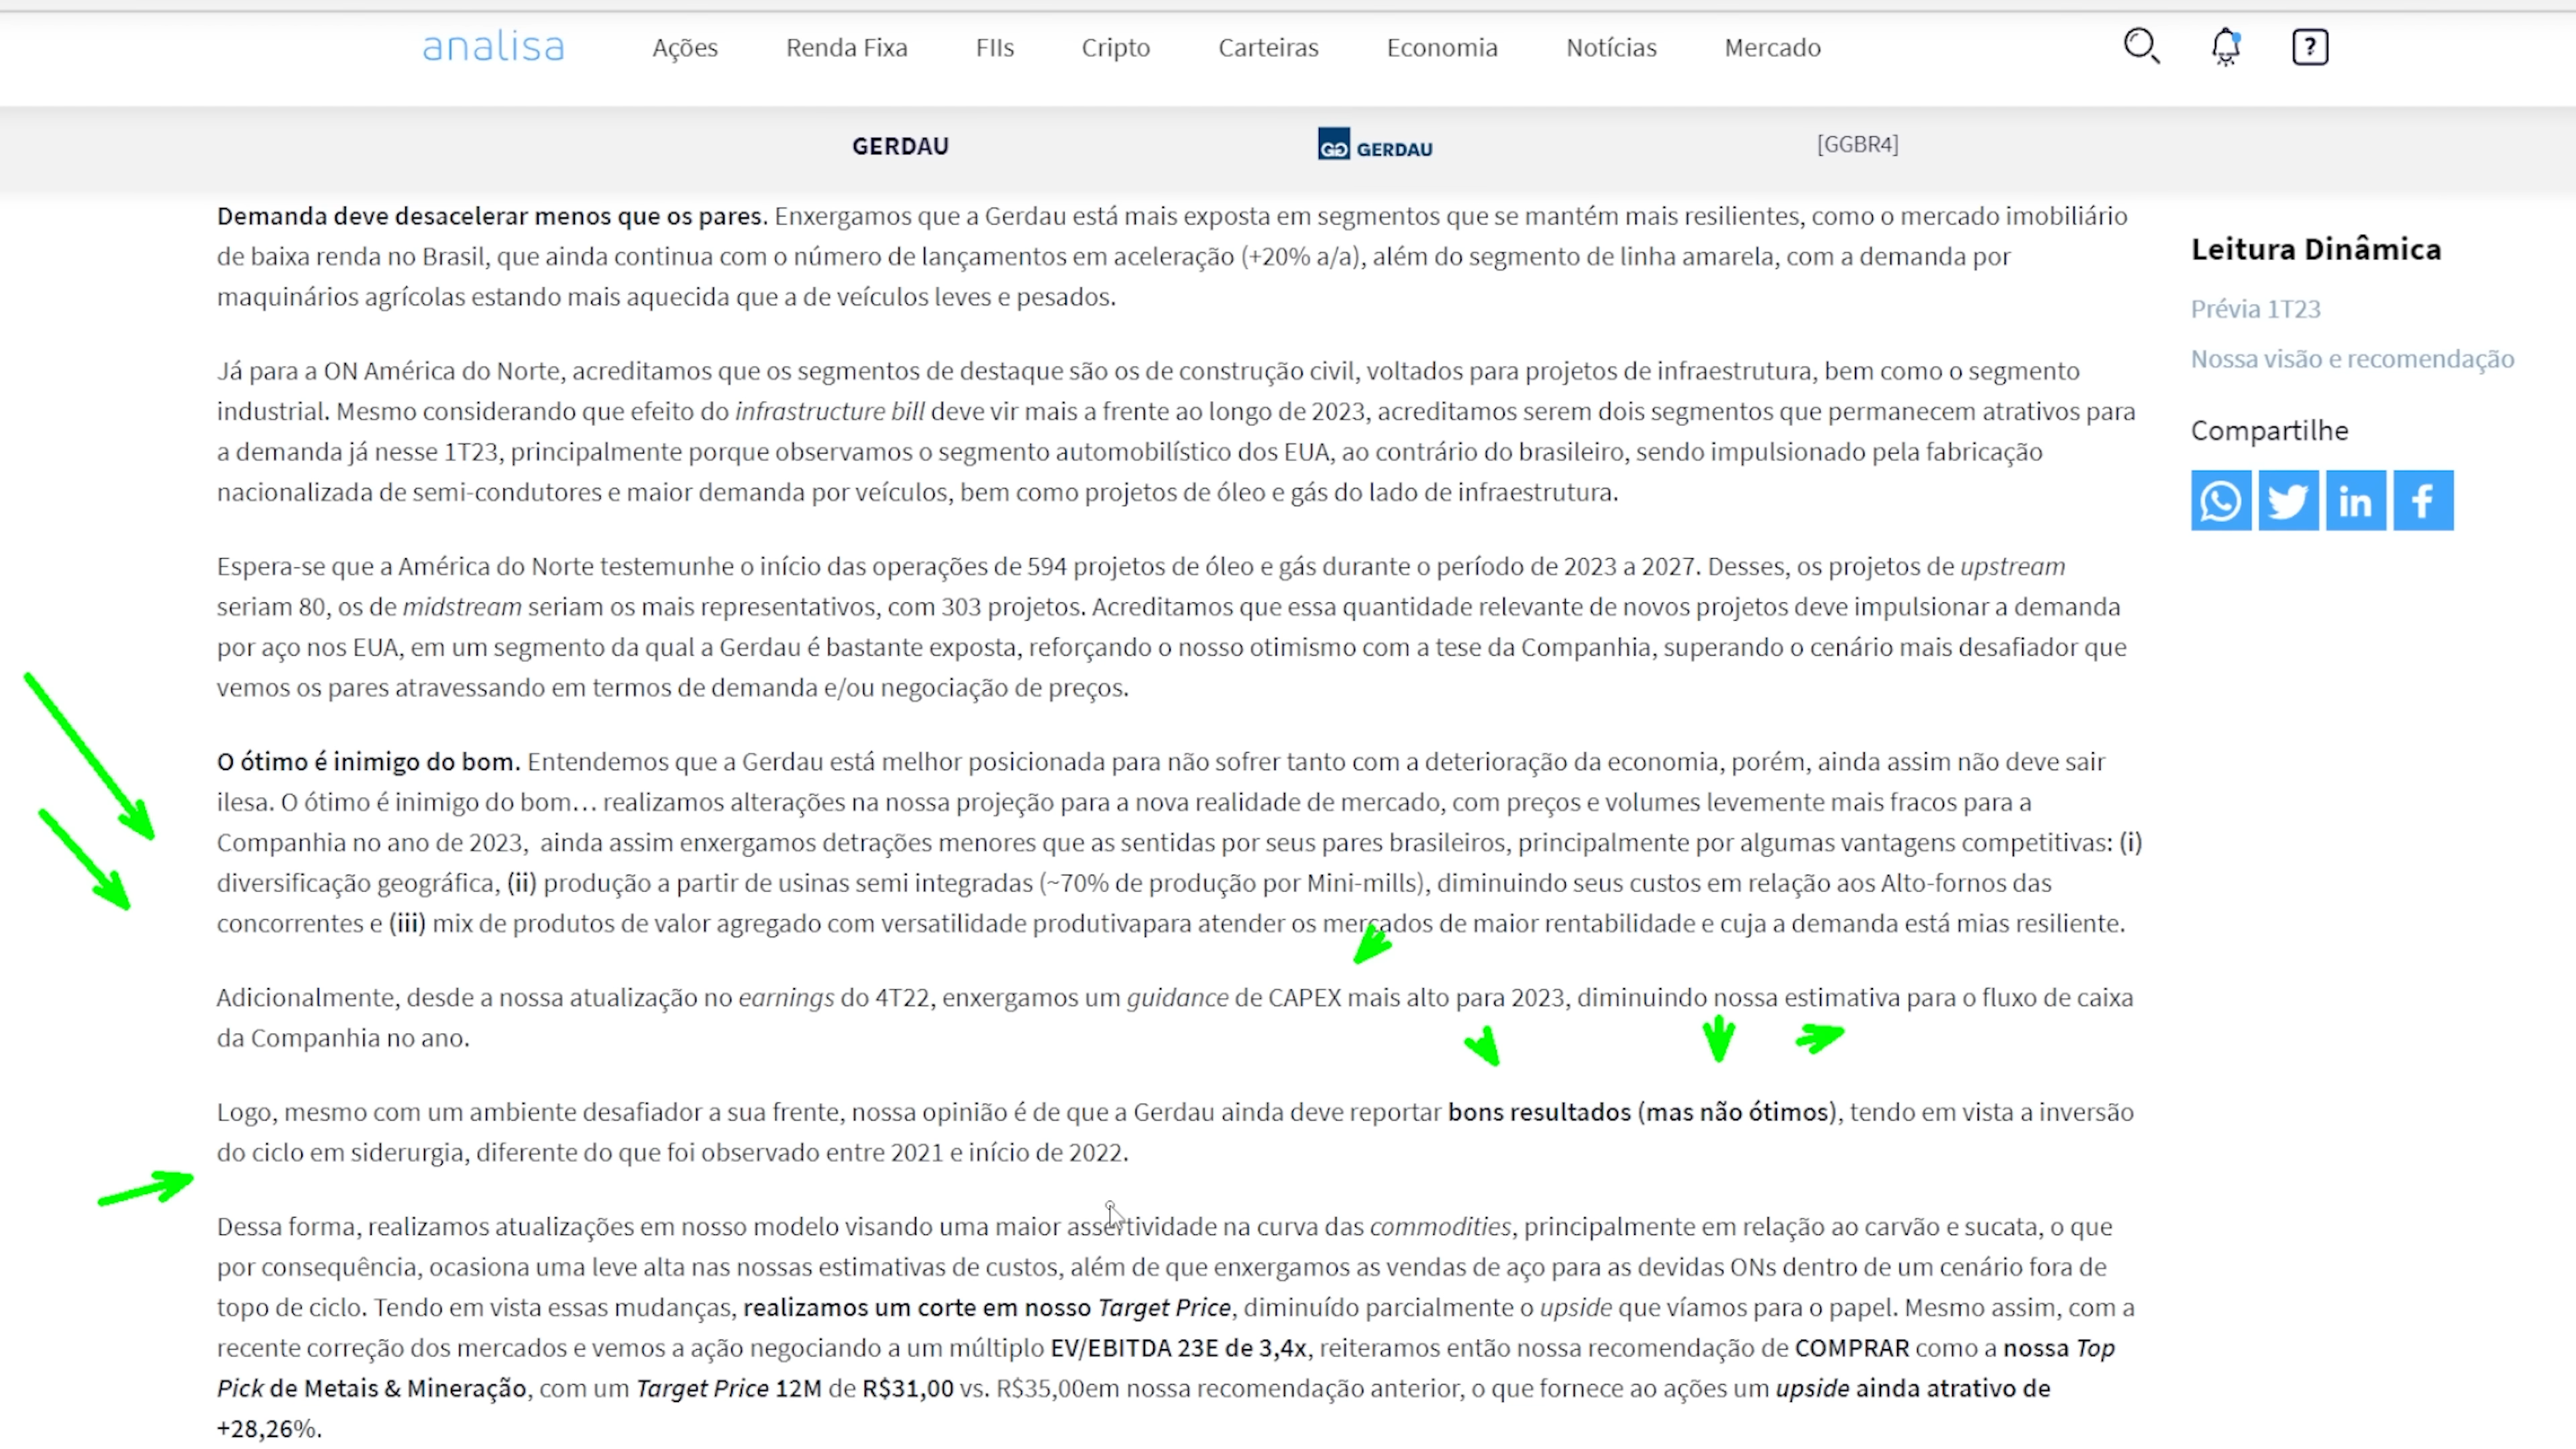 analisa
Ações
Renda Fixa
FIIs
Cripto
Carteiras
Economia
Notícias
Mercado
?
GERDAU
GERDAU
[GGBR4]
Demanda deve desacelerar menos que os pares. Enxergamos que a Gerdau está mais exposta em segmentos que se mantém mais resilientes, como o mercado imobiliário
de baixa renda no Brasil, que ainda continua com o número de lançamentos em aceleração (+20% a/a), além do segmento de linha amarela, com a demanda por
maquinários agrícolas estando mais aquecida que a de veículos leves e pesados.
Já para a ON América do Norte, acreditamos que os segmentos de destaque são os de construção civil, voltados para projetos de infraestrutura, bem como o segmento
industrial. Mesmo considerando que efeito do infrastructure bill deve vir mais a frente ao longo de 2023, acreditamos serem dois segmentos que permanecem atrativos para
a demanda já nesse 1T23, principalmente porque observamos o segmento automobilístico dos EUA, ao contrário do brasileiro, sendo impulsionado pela fabricação
nacionalizada de semi-condutores e maior demanda por veículos, bem como projetos de óleo e gás do lado de infraestrutura.
Espera-se que a América do Norte testemunhe o início das operações de 594 projetos de óleo e gás durante o período de 2023 a 2027. Desses, os projetos de upstream
seriam 80, os de midstream seriam os mais representativos, com 303 projetos. Acreditamos que essa quantidade relevante de novos projetos deve impulsionar a demanda
por aço nos EUA, em um segmento da qual a Gerdau é bastante exposta, reforçando o nosso otimismo com a tese da Companhia, superando o cenário mais desafiador que
vemos os pares atravessando em termos de demanda e/ou negociação de preços.
O ótimo é inimigo do bom. Entendemos que a Gerdau está melhor posicionada para não sofrer tanto com a deterioração da economia, porém, ainda assim não deve sair
ilesa. O ótimo é inimigo do bom… realizamos alterações na nossa projeção para a nova realidade de mercado, com preços e volumes levemente mais fracos para a
Companhia no ano de 2023, ainda assim enxergamos detrações menores que as sentidas por seus pares brasileiros, principalmente por algumas vantagens competitivas: (i)
diversificação geográfica, (ii) produção a partir de usinas semi integradas (~70% de produção por Mini-mills), diminuindo seus custos em relação aos Alto-fornos das
concorrentes e (iii) mix de produtos de valor agregado com versatilidade produtivapara atender os mercados de maior rentabilidade e cuja a demanda está mias resiliente.
Adicionalmente, desde a nossa atualização no earnings do 4T22, enxergamos um guidance de CAPEX mais alto para 2023, diminuindo nossa estimativa para o fluxo de caixa
da Companhia no ano.
Logo, mesmo com um ambiente desafiador a sua frente, nossa opinião é de que a Gerdau ainda deve reportar bons resultados (mas não ótimos), tendo em vista a inversão
do ciclo em siderurgia, diferente do que foi observado entre 2021 e início de 2022.
Dessa forma, realizamos atualizações em nosso modelo visando uma maior assertividade na curva das commodities, principalmente em relação ao carvão e sucata, o que
por consequência, ocasiona uma leve alta nas nossas estimativas de custos, além de que enxergamos as vendas de aço para as devidas ONs dentro de um cenário fora de
topo de ciclo. Tendo em vista essas mudanças, realizamos um corte em nosso Target Price, diminuído parcialmente o upside que víamos para o papel. Mesmo assim, com a
recente correção dos mercados e vemos a ação negociando a um múltiplo EV/EBITDA 23E de 3,4x, reiteramos então nossa recomendação de COMPRAR como a nossa Top
Pick de Metais & Mineração, com um Target Price 12M de R$31,00 vs. R$35,00em nossa recomendação anterior, o que fornece ao ações um upside ainda atrativo de
+28,26%.
Leitura Dinâmica
Prévia 1T23
Nossa visão e recomendação
Compartilhe